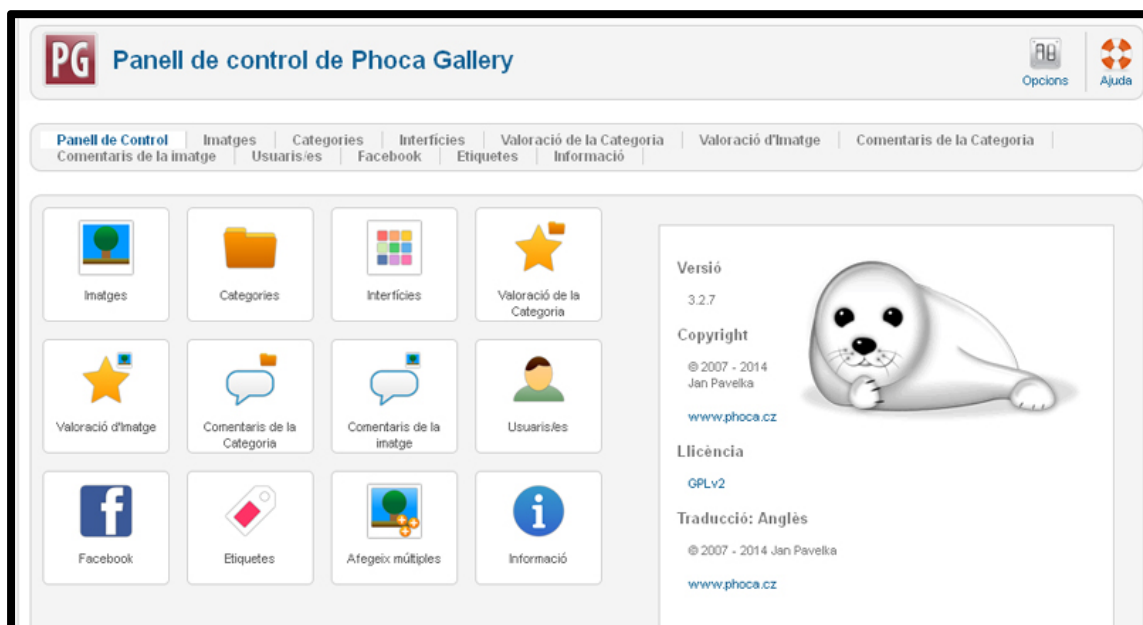 PG
Panell de control de Phoca Gallery
Opcions
Ajuda
Panell de Control
Imatges
Categories
Interfícies
Valoració de la Categoria
Valoració d'Imatge
Comentaris de la Categoria
Comentaris de la imatge
Usuaris/es
Facebook
Etiquetes
Informació
Imatges
Categories
Interfícies
Valoració de la
Categoria
Valoració d'Imatge
Comentaris de la
Categoria
Comentaris de la
imatge
Usuaris/es
Facebook
Etiquetes
Afegeix múltiples
Informació
Versió
3.2.7
Copyright
© 2007 - 2014
Jan Pavelka
www.phoca.cz
Llicència
GPLv2
Traducció: Anglès
© 2007 - 2014 Jan Pavelka
www.phoca.cz